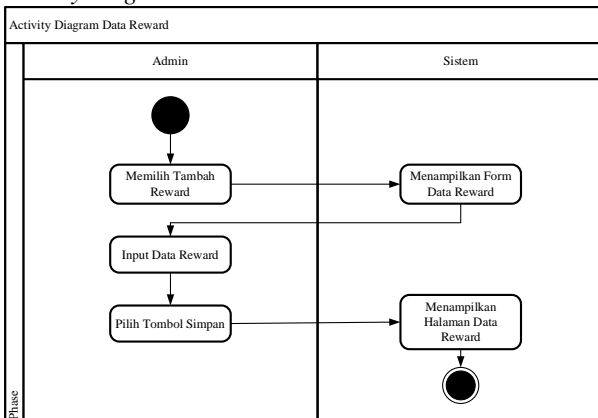 Activity Diagram Data Reward
Admin
Sistem
Memilih Tambah
Reward
Menampilkan Form
Data Reward
Input Data Reward
Pilih Tombol Simpan
Menampilkan
Halaman Data
Reward
Phase